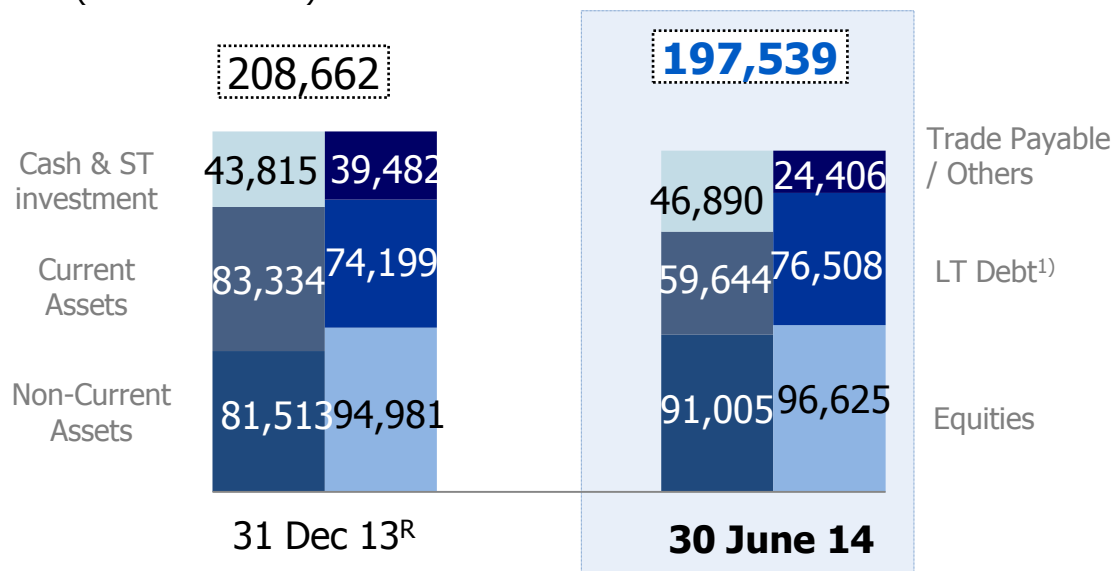 208,662
197,539
Cash & ST
investment
43,815
39,482
46,890
24,406
Trade Payable
/ Others
Current
Assets
83,334
74,199
59,644
76,508
LT Debt1)
Non-Current
Assets
81,513
94,981
91,005
96,625
Equities
31 Dec 13R
30 June 14